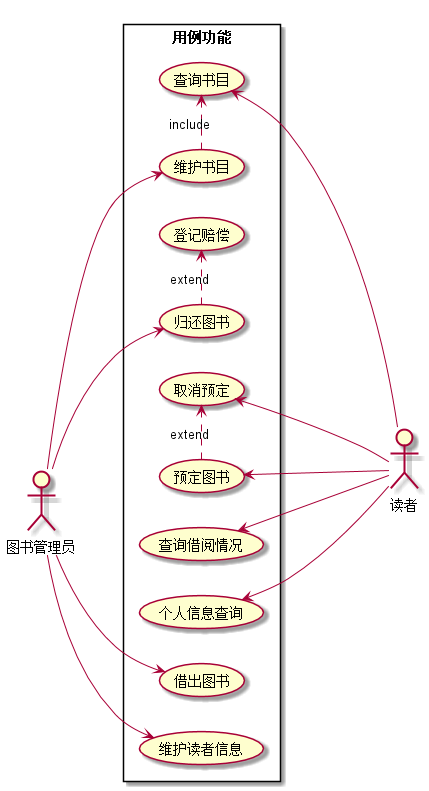 用例功能
查询书目
include
维护书目
登记赔偿
extend
归还图书
取消预定
extend
预定图书
读者
图书管理员
查询借阅情况
个人信息查询
借出图书
维护读者信息